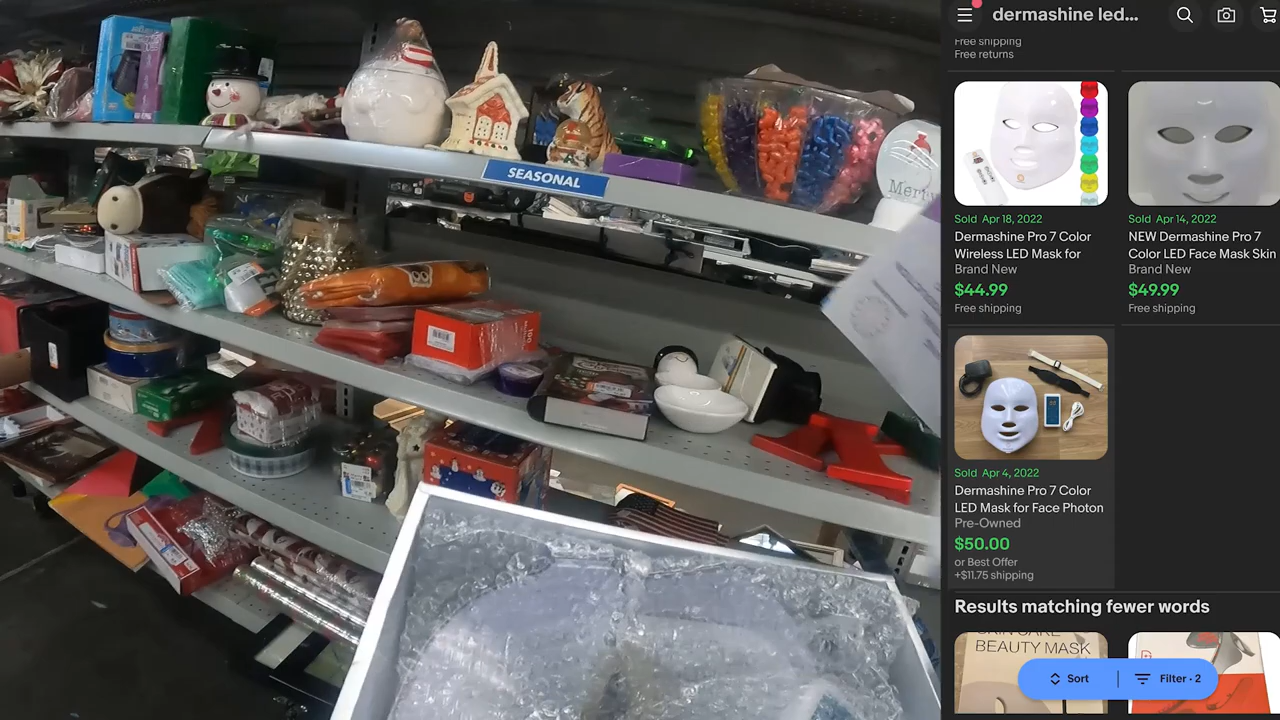 SEASONAL
Merry
100
dermashine led...
Free shipping
Free returns
Sold Apr 18, 2022
Dermashine Pro 7 Color
Wireless LED Mask for
Brand New
$44.99
Free shipping
Sold Apr 14, 2022
NEW Dermashine Pro 7
Color LED Face Mask Skin
Brand New
$49.99
Free shipping
Sold Apr 4, 2022
Dermashine Pro 7 Color
LED Mask for Face Photon
Pre-Owned
$50.00
or Best Offer
+$11.75 shipping
Results matching fewer words
SKIN CARE
BEAUTY MASK
Sort
Filter · 2